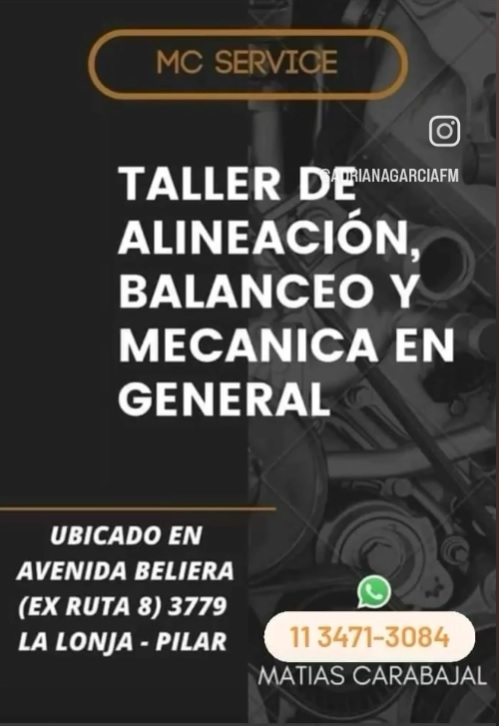 MC SERVICE
@ADRIANAGARCIAFM
TALLER DE
ALINEACIÓN,
BALANCEO Y
MECANICA EN
GENERAL
UBICADO EN
AVENIDA BELIERA
(EX RUTA 8) 3779
LA LONJA - PILAR
11 3471-3084
MATIAS CARABAJAL